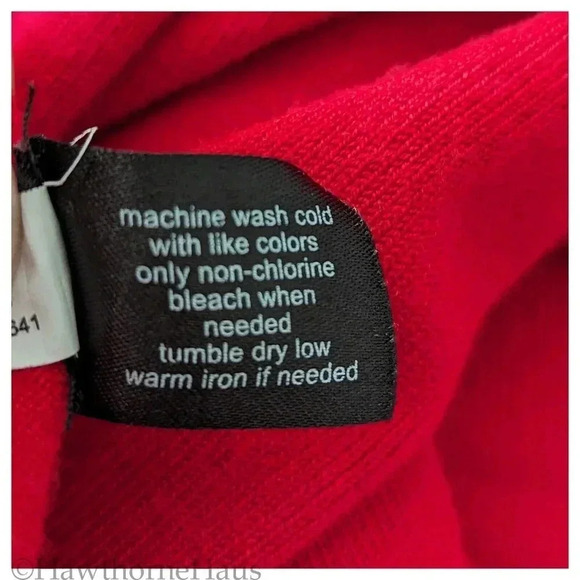 machine wash cold
with like colors
only non-chlorine
bleach when
needed
tumble dry low
warm iron if needed
641
©HawthorneHaus